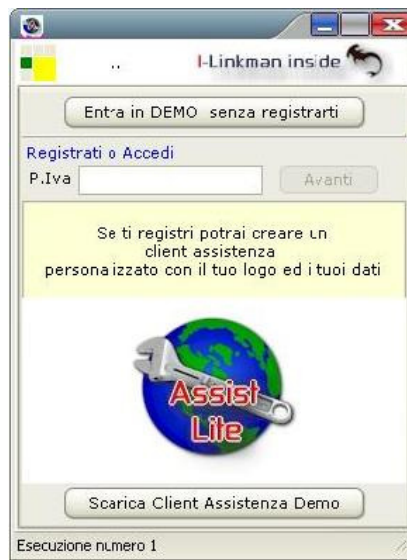 ..
I-Linkman inside
Entra in DEMO senza registrarti
Registrati o Accedi
P.Iva
Avanti
Se ti registri potrai creare un
client assistenza
personalizzato con il tuo logo ed i tuoi dati
Assist
Lite
Scarica Client Assistenza Demo
Esecuzione numero 1